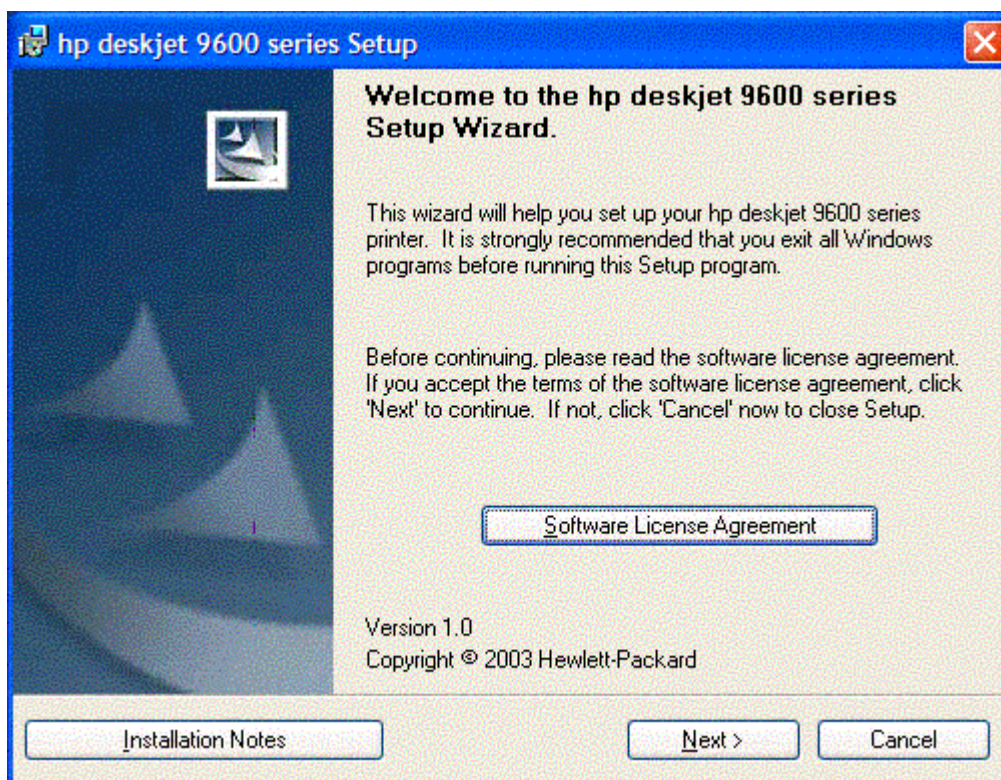 hp deskjet 9600 series Setup
Welcome to the hp deskjet 9600 series
Setup Wizard.
This wizard will help you set up your hp deskjet 9600 series
printer. It is strongly recommended that you exit all Windows
programs before running this Setup program.
Before continuing, please read the software license agreement.
If you accept the terms of the software license agreement, click
'Next' to continue. If not, click 'Cancel' now to close Setup.
Software License Agreement
Version 1.0
Copyright © 2003 Hewlett-Packard
Installation Notes
Next >
Cancel